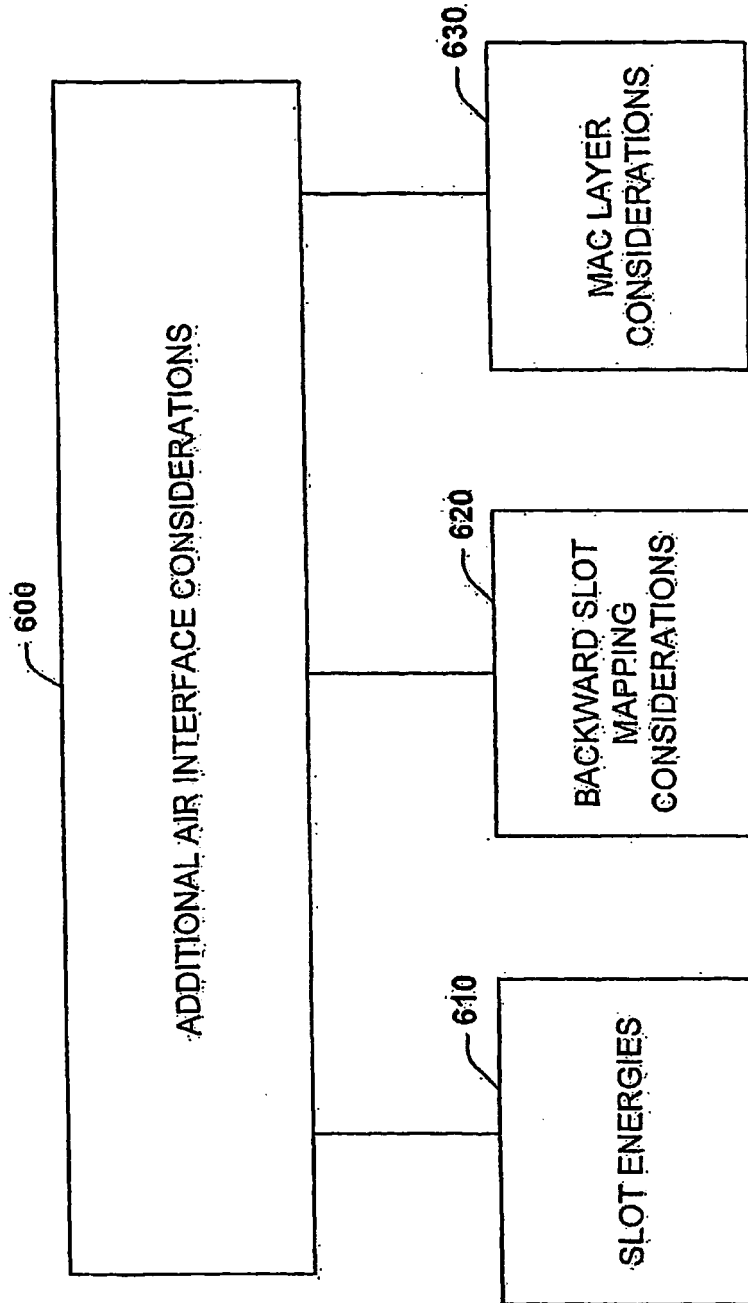 600
ADDITIONAL AIR INTERFACE CONSIDERATIONS
610
SLOT ENERGIES
620
BACKWARD SLOT
MAPPING
CONSIDERATIONS
630
MAC LAYER
CONSIDERATIONS